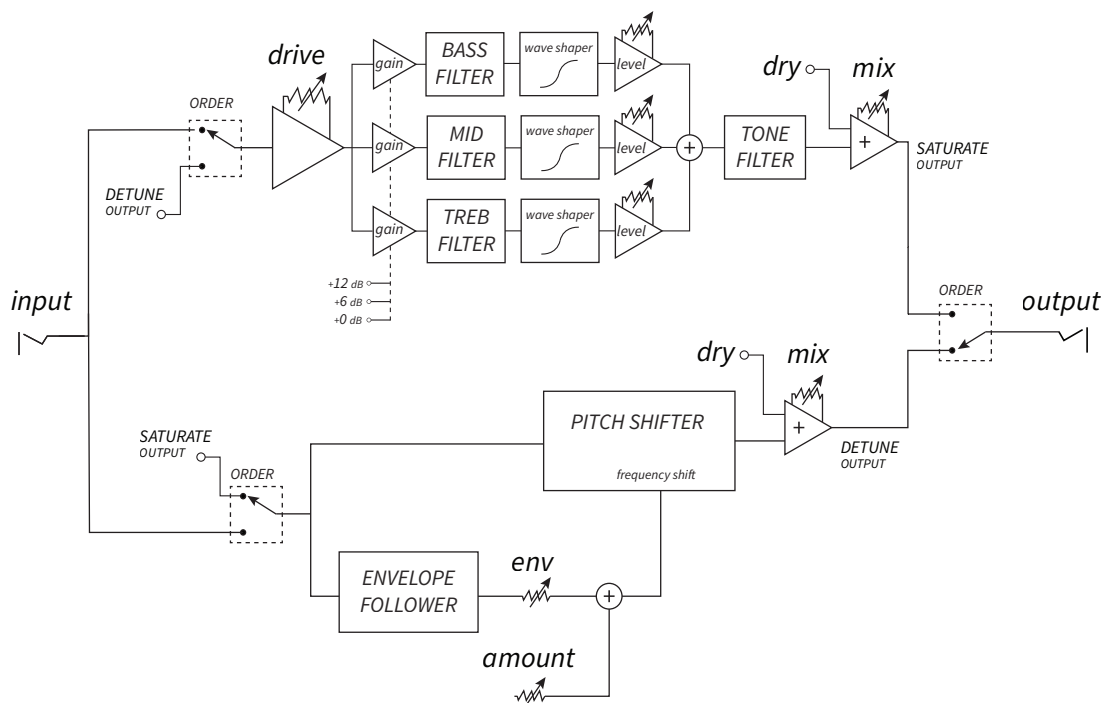 drive
ORDER
DETUNE
OUTPUT
gain
BASS
FILTER
wave shaper
level
gain
MID
FILTER
wave shaper
level
gain
TREB
FILTER
wave shaper
level
+12 dB
+6 dB
+0 dB
+
TONE
FILTER
dry
mix
+
SATURATE
OUTPUT
input
ORDER
output
dry
mix
+
DETUNE
OUTPUT
PITCH SHIFTER
frequency shift
SATURATE
OUTPUT
ORDER
ENVELOPE
FOLLOWER
env
+
amount